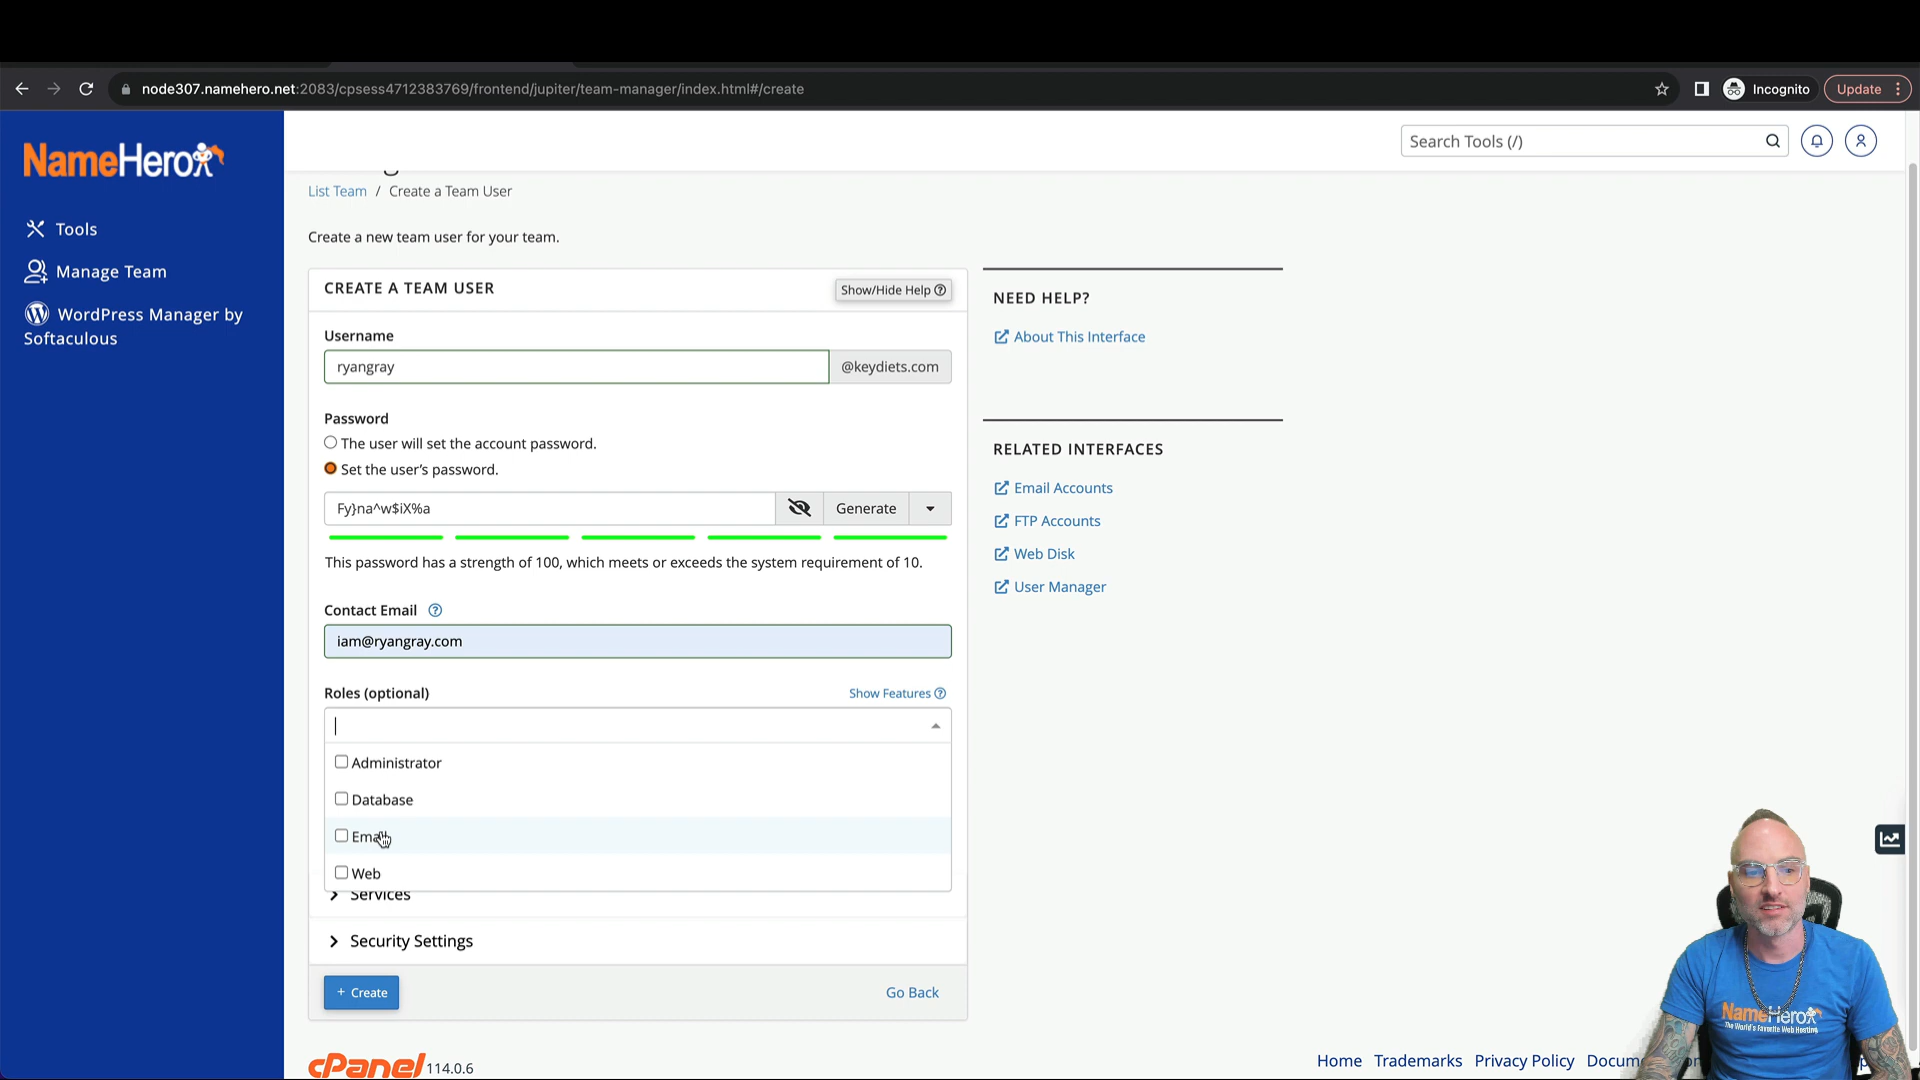 node307.namehero.net:2083/cpsess4712383769/frontend/jupiter/team-manager/index.html#/create
Incognito
Update
NameHero
Search Tools (/)
Tools
Manage Team
WordPress Manager by
Softaculous
List Team / Create a Team User
Create a new team user for your team.
CREATE A TEAM USER
Show/Hide Help
Username
ryangray
@keydiets.com
Password
The user will set the account password.
Set the user's password.
Fy}na^w$iX%a
Generate
This password has a strength of 100, which meets or exceeds the system requirement of 10.
Contact Email
iam@ryangray.com
Roles (optional)
Show Features
Administrator
Database
Email
Web
Services
Security Settings
+ Create
Go Back
NEED HELP?
About This Interface
RELATED INTERFACES
Email Accounts
FTP Accounts
Web Disk
User Manager
cPanel 114.0.6
Home Trademarks Privacy Policy
NameHero
The World's Favorite Web Hosting